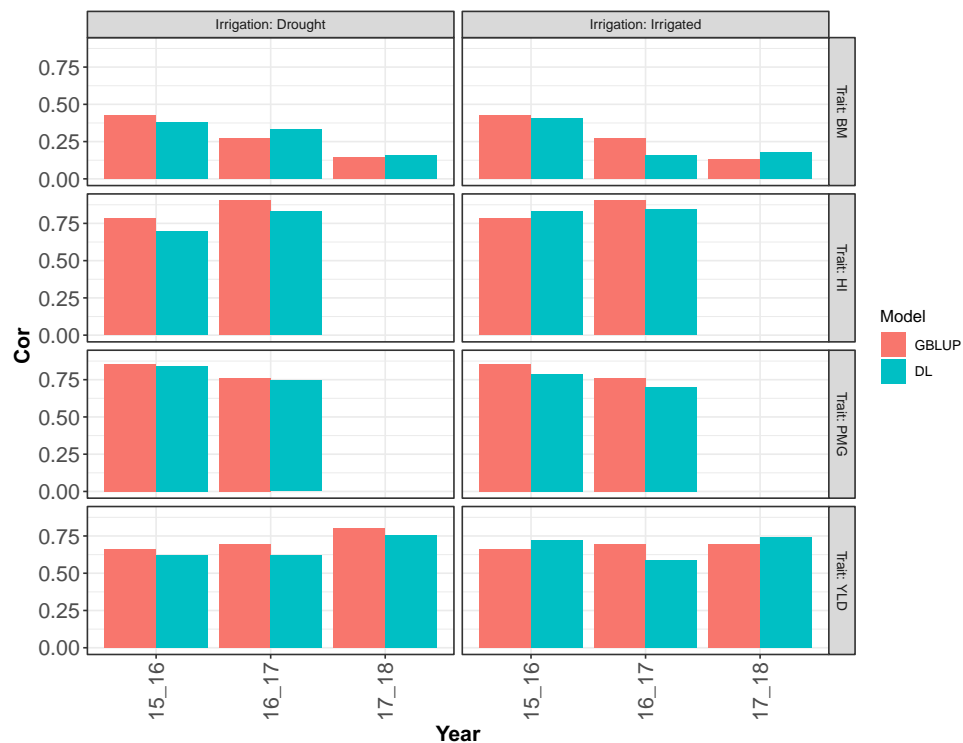 Irrigation: Drought
Irrigation: Irrigated
0.75
0.50
0.25
0.00
Trait: BM
0.75
0.50
0.25
0.00
Trait: HI
0.75
0.50
0.25
0.00
Trait: PMG
0.75
0.50
0.25
0.00
Trait: YLD
Cor
15_16
16_17
17_18
15_16
16_17
17_18
Year
Model
GBLUP
DL